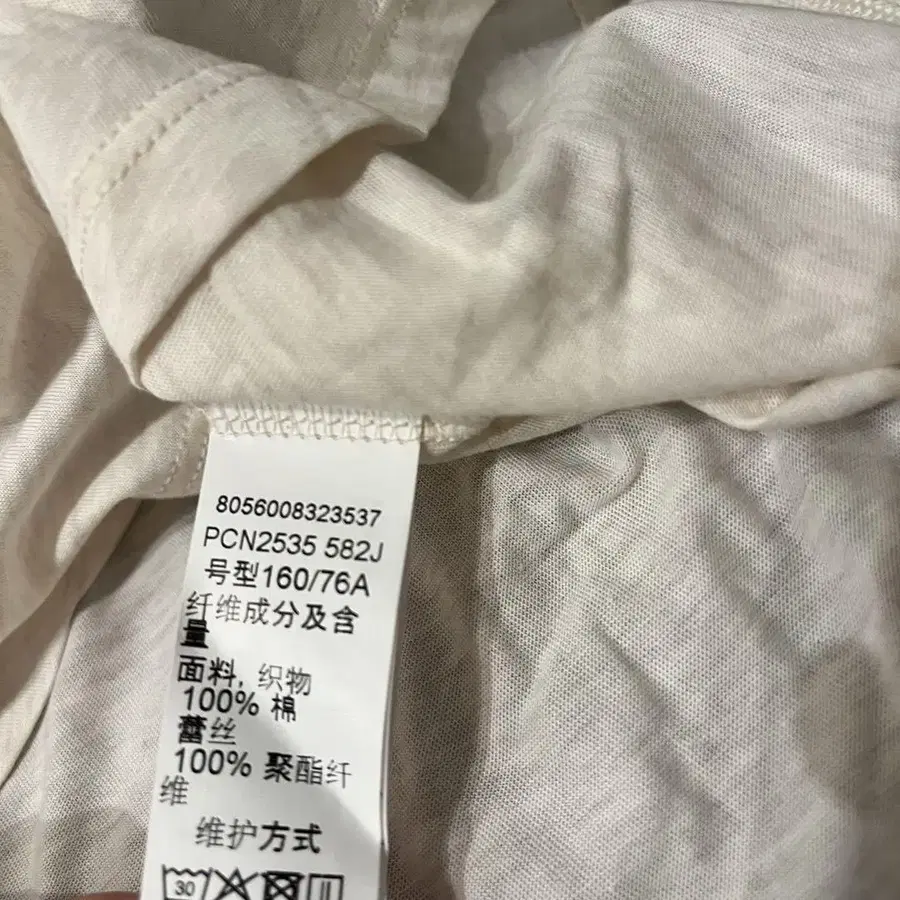 8056008323537
PCN2535 582J
号型160/76A
纤维成分及含
量
面料, 织物
100% 棉
蕾丝
100% 聚酯纤
维
维护方式
30